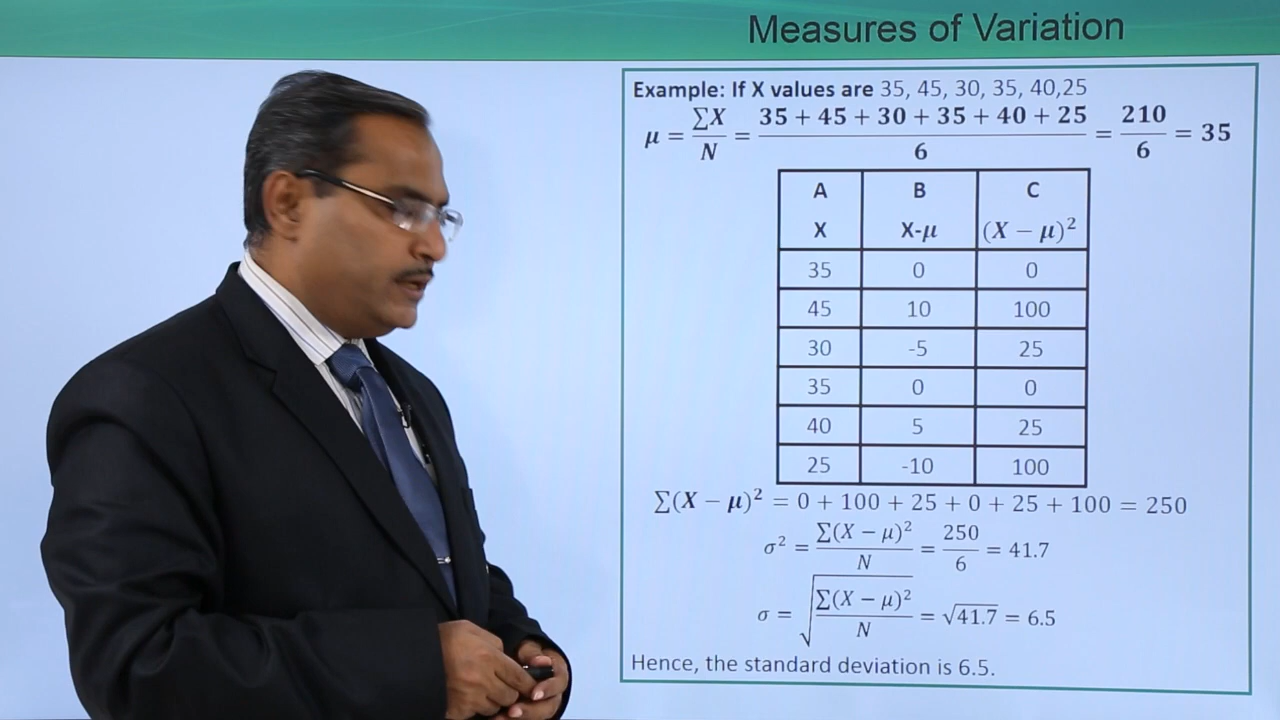 Measures of Variation
Example: If X values are 35, 45, 30, 35, 40,25
μ = ∑X/N = (35 + 45 + 30 + 35 + 40 + 25)/6 = 210/6 = 35
A B C
X X-μ (X − μ)²
35 0 0
45 10 100
30 -5 25
35 0 0
40 5 25
25 -10 100
∑(X − μ)² = 0 + 100 + 25 + 0 + 25 + 100 = 250
σ² = ∑(X − μ)²/N = 250/6 = 41.7
σ = √(∑(X − μ)²/N) = √41.7 = 6.5
Hence, the standard deviation is 6.5.